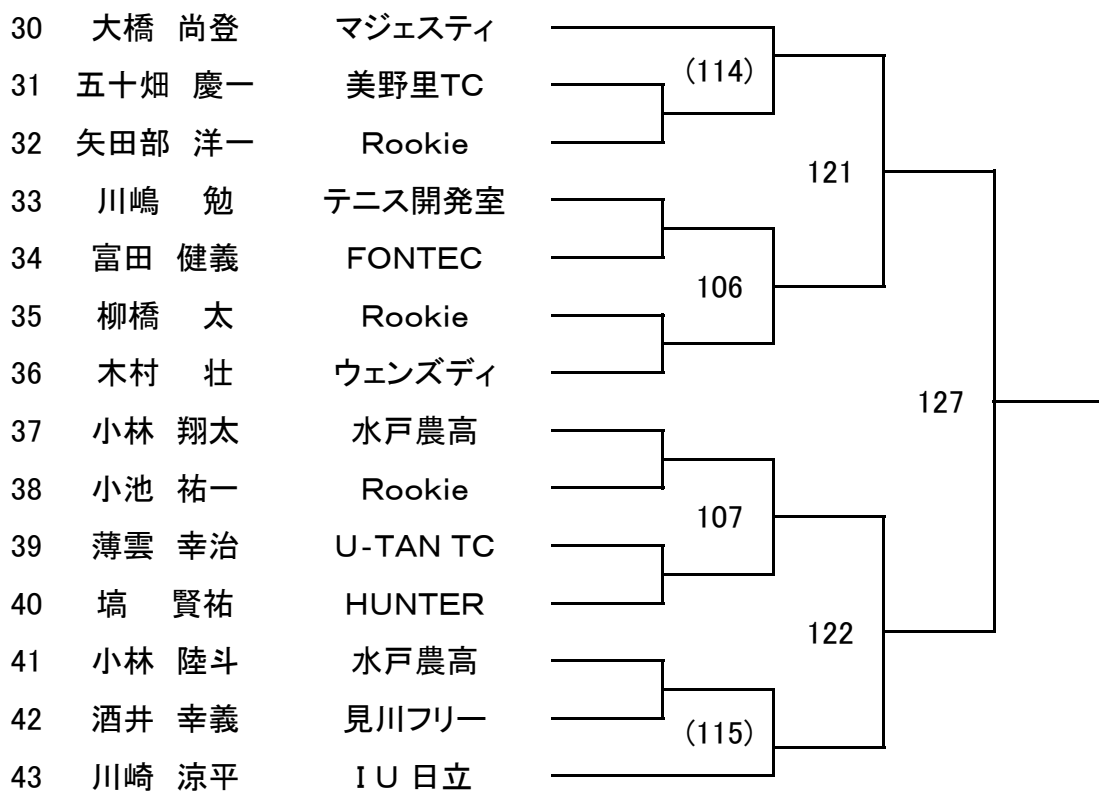 30 大橋 尚登 マジェスティ
(114)
31 五十畑 慶一 美野里TC
32 矢田部 洋一 Rookie
121
33 川嶋 勉 テニス開発室
34 富田 健義 FONTEC
106
35 柳橋 太 Rookie
36 木村 壮 ウェンズディ
127
37 小林 翔太 水戸農高
38 小池 祐一 Rookie
107
39 薄雲 幸治 U-TAN TC
40 塙 賢祐 HUNTER
122
41 小林 陸斗 水戸農高
42 酒井 幸義 見川フリー
(115)
43 川崎 涼平 IU日立